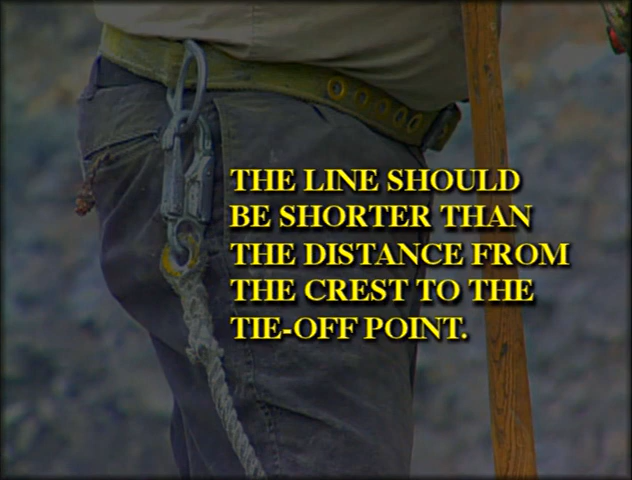 THE LINE SHOULD
BE SHORTER THAN
THE DISTANCE FROM
THE CREST TO THE
TIE-OFF POINT.